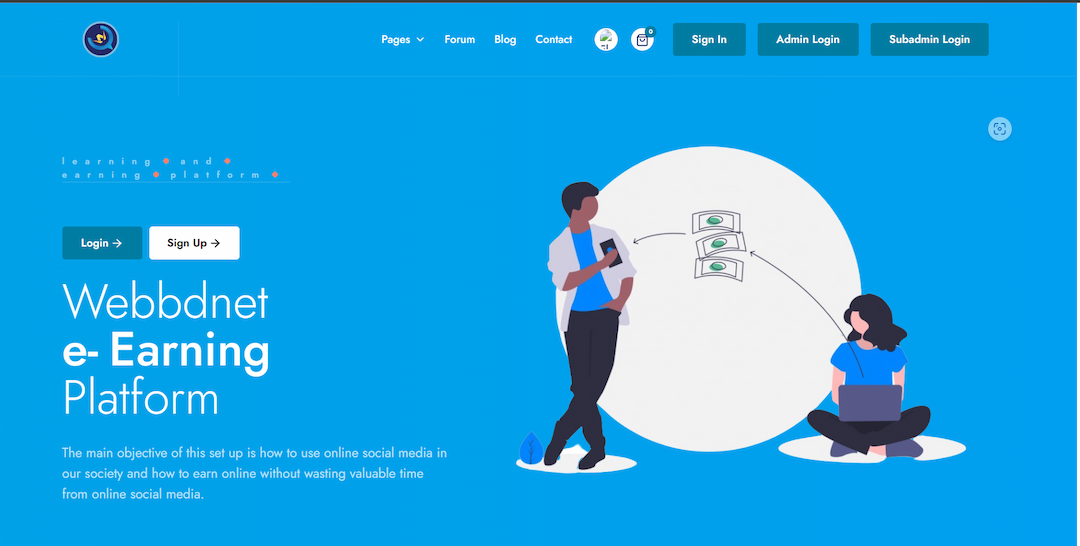 Pages Forum Blog Contact 0 Sign In Admin Login Subadmin Login
learning and
earning platform
Login → Sign Up →
Webbdnet
e- Earning
Platform
The main objective of this set up is how to use online social media in
our society and how to earn online without wasting valuable time
from online social media.